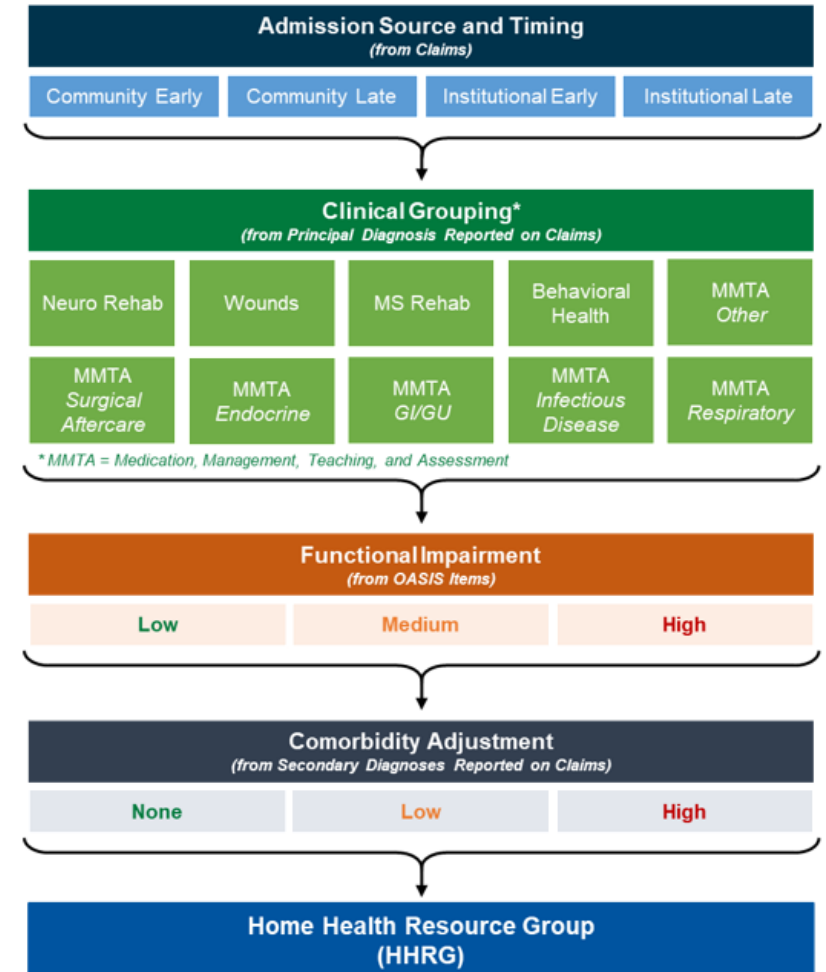 Admission Source and Timing
(from Claims)
Community Early
Community Late
Institutional Early
Institutional Late
Clinical Grouping*
(from Principal Diagnosis Reported on Claims)
Neuro Rehab
Wounds
MS Rehab
Behavioral
Health
MMTA
Other
MMTA
Surgical
Aftercare
MMTA
Endocrine
MMTA
GI/GU
MMTA
Infectious
Disease
MMTA
Respiratory
* MMTA = Medication, Management, Teaching, and Assessment
Functional Impairment
(from OASIS Items)
Low
Medium
High
Comorbidity Adjustment
(from Secondary Diagnoses Reported on Claims)
None
Low
High
Home Health Resource Group
(HHRG)